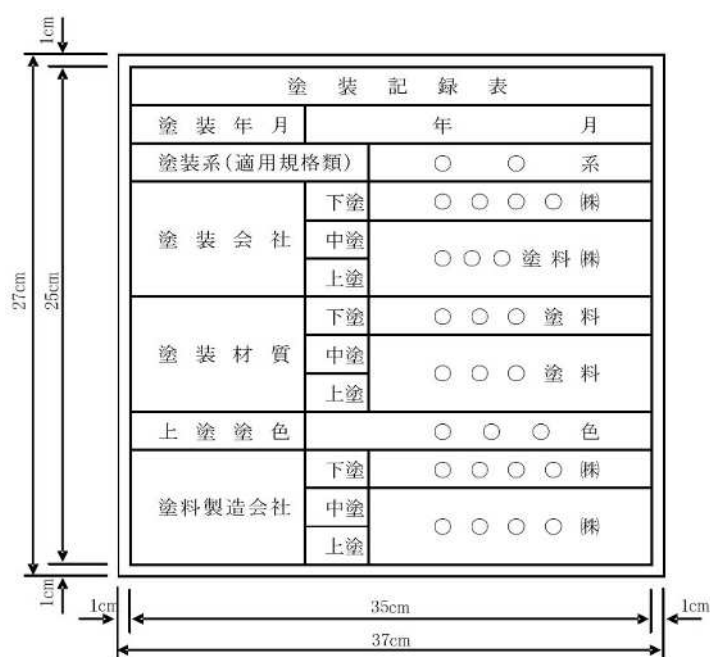 1cm
塗装記録表
塗装年月 年 月
塗装系(適用規格類) ○ ○ 系
塗装会社 下塗 ○ ○ ○ ○ ㈱
中塗 ○ ○ ○ 塗 料 ㈱
上塗
塗装材質 下塗 ○ ○ ○ 塗 料
中塗 ○ ○ ○ 塗 料
上塗
上塗塗色 ○ ○ ○ 色
塗料製造会社 下塗 ○ ○ ○ ○ ㈱
中塗 ○ ○ ○ ○ ㈱
上塗
27cm
25cm
1cm
1cm
35cm
1cm
37cm